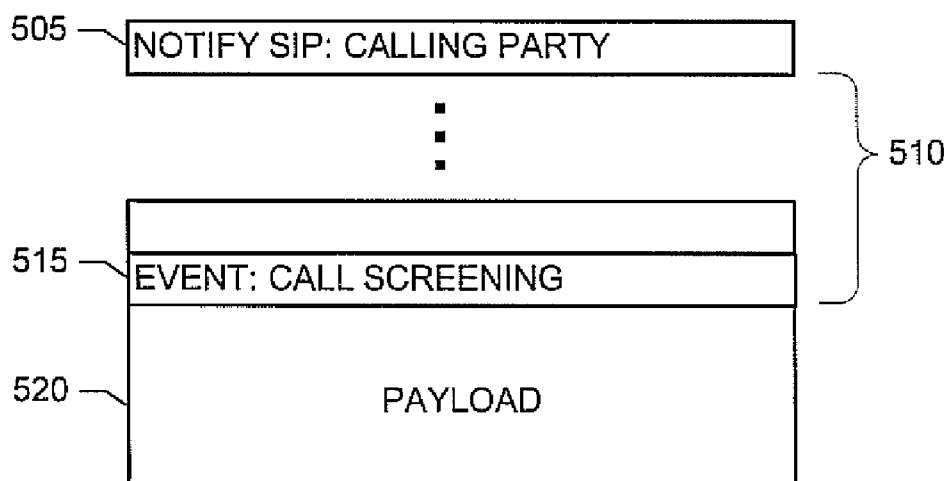 505 NOTIFY SIP: CALLING PARTY
510
515 EVENT: CALL SCREENING
520 PAYLOAD